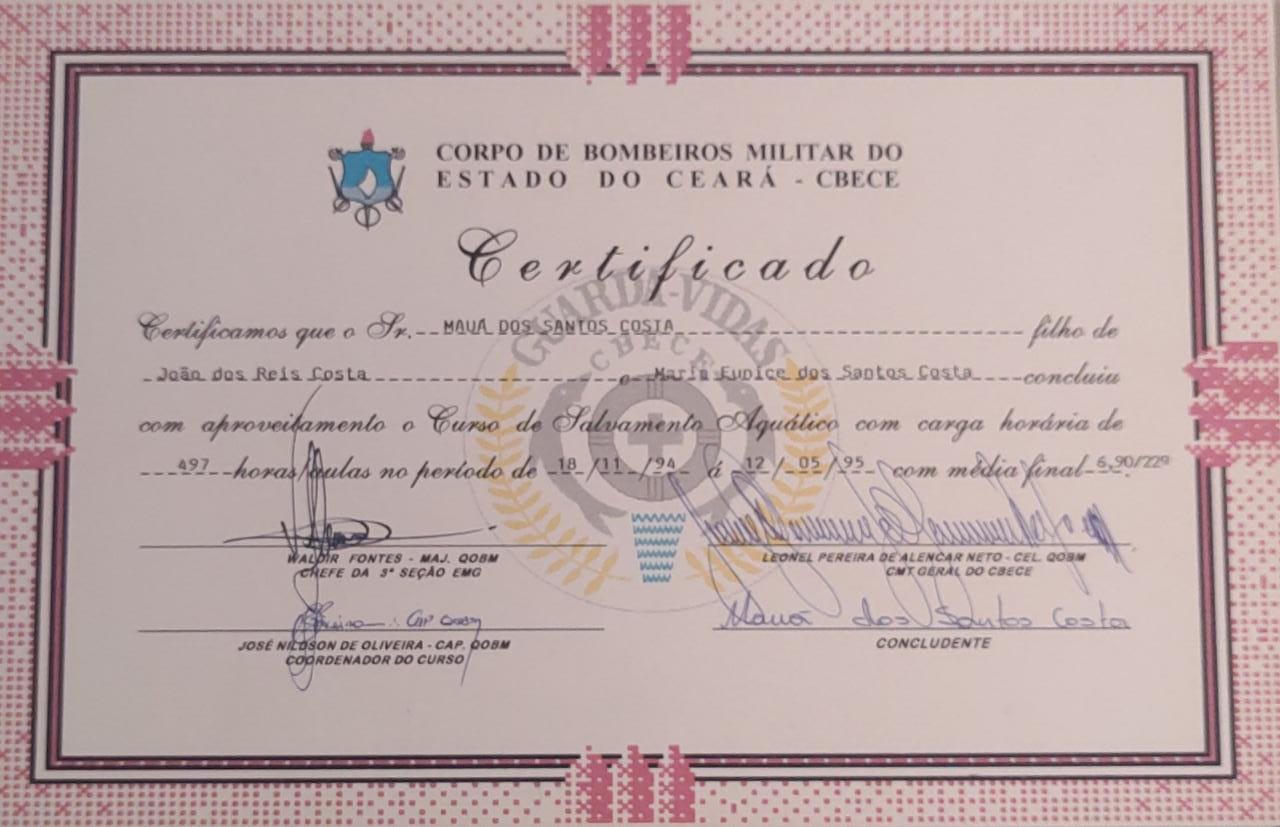 CORPO DE BOMBEIROS MILITAR DO
ESTADO DO CEARÁ - CBECE
Certificado
GUARDA-VIDAS
CBECE
Certificamos que o Sr. MAUÁ DOS SANTOS COSTA filho de
João dos Reis Costa e Maria Eunice dos Santos Costa concluiu
com aproveitamento o Curso de Salvamento Aquático com carga horária de
497 horas/aulas no período de 18/11/94 á 12/05/95 com média final 6,90/22º.
WALDIR FONTES - MAJ. QOBM
CHEFE DA 3ª SEÇÃO EMG
LEONEL PEREIRA DE ALENCAR NETO - CEL. QOBM
CMT GERAL DO CBECE
Mauá dos Santos Costa
JOSÉ NILDSON DE OLIVEIRA - CAP. QOBM
COORDENADOR DO CURSO
CONCLUDENTE